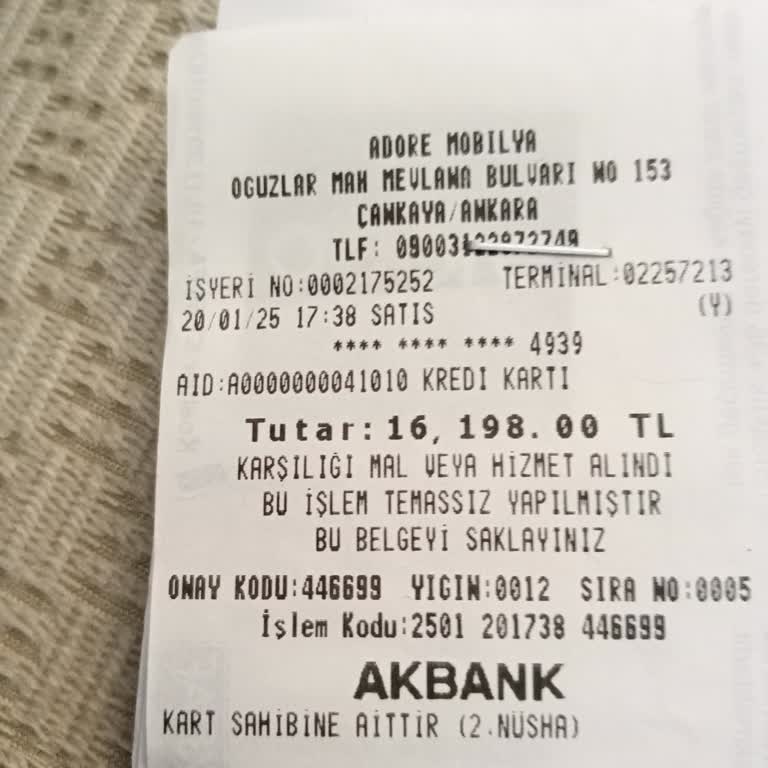 ADORE MOBILYA
OGUZLAR MAH MEVLANA BULVARI NO 153
ÇANKAYA/ANKARA
TLF:
İŞYERİ NO:0002175252 TERMİNAL:02257213
20/01/25 17:38 SATIS (Y)
**** **** **** 4939
AID:A0000000041010 KREDİ KARTI
Tutar: 16,198.00 TL
KARŞILIĞI MAL VEYA HİZMET ALINDI
BU İŞLEM TEMASSIZ YAPILMIŞTIR
BU BELGEYİ SAKLAYINIZ
ONAY KODU:446699 YIGIN:0012 SIRA NO:0005
İşlem Kodu:2501 201738 446699
AKBANK
KART SAHİBİNE AİTTİR (2.NÜSHA)